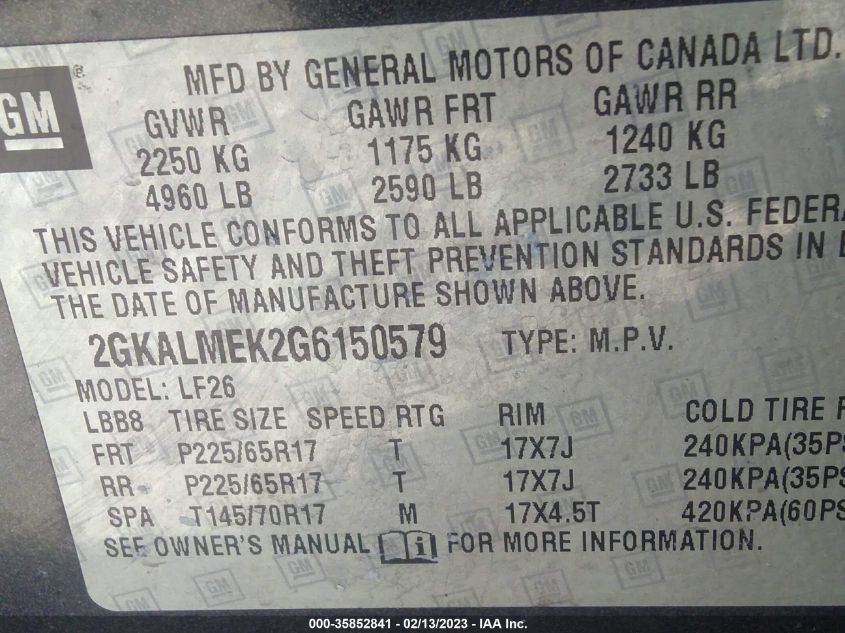 GM ®
MFD BY GENERAL MOTORS OF CANADA LTD.
GVWR GAWR FRT GAWR RR
2250 KG 1175 KG 1240 KG
4960 LB 2590 LB 2733 LB
THIS VEHICLE CONFORMS TO ALL APPLICABLE U.S. FEDERA
VEHICLE SAFETY AND THEFT PREVENTION STANDARDS IN E
THE DATE OF MANUFACTURE SHOWN ABOVE.
2GKALMEK2G6150579 TYPE: M.P.V.
MODEL: LF26
LBB8 TIRE SIZE SPEED RTG RIM COLD TIRE P
FRT P225/65R17 T 17X7J 240KPA(35PS
RR P225/65R17 T 17X7J 240KPA(35PS
SPA T145/70R17 M 17X4.5T 420KPA(60PS
SEE OWNER'S MANUAL i FOR MORE INFORMATION.
000-35852841 - 02/13/2023 - IAA Inc.